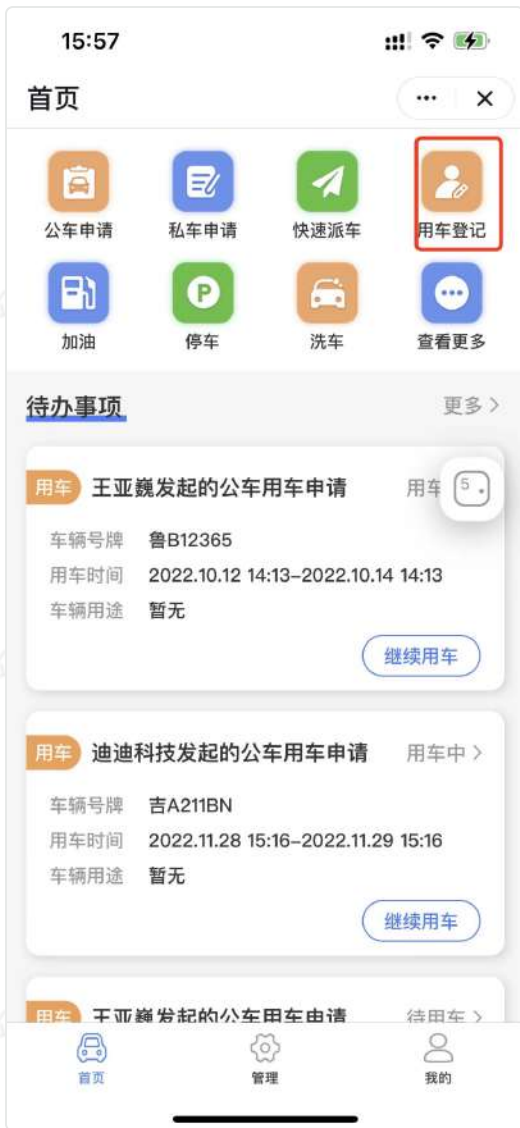 15:57
首页
公车申请 私车申请 快速派车 用车登记
加油 停车 洗车 查看更多
待办事项 更多
用车 王亚巍发起的公车用车申请 用车
5
车辆号牌 鲁B12365
用车时间 2022.10.12 14:13-2022.10.14 14:13
车辆用途 暂无
继续用车
用车 迪迪科技发起的公车用车申请 用车中
车辆号牌 吉A211BN
用车时间 2022.11.28 15:16-2022.11.29 15:16
车辆用途 暂无
继续用车
用车 王亚巍发起的公车用车申请 待用车
首页 管理 我的